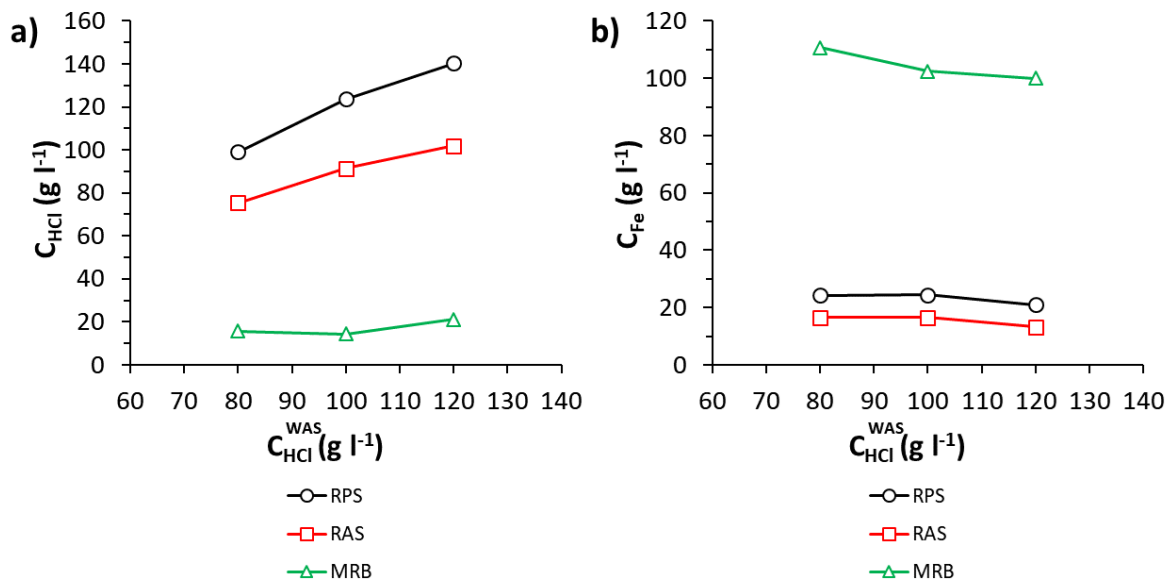 a)
160
140
120
100
80
60
40
20
0
C_HCl (g l⁻¹)
60 70 80 90 100 110 120 130 140
C_HCl^WAS (g l⁻¹)
RPS
RAS
MRB
b)
120
100
80
60
40
20
0
C_Fe (g l⁻¹)
60 70 80 90 100 110 120 130 140
C_HCl^WAS (g l⁻¹)
RPS
RAS
MRB